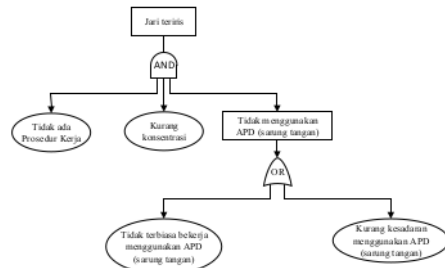 Jari teriris
AND
Tidak ada
Prosedur Kerja
Kurang
konsentrasi
Tidak menggunakan
APD (sarung tangan)
OR
Tidak terbiasa bekerja
menggunakan APD
(sarung tangan)
Kurang kesadaran
menggunakan APD
(sarung tangan)